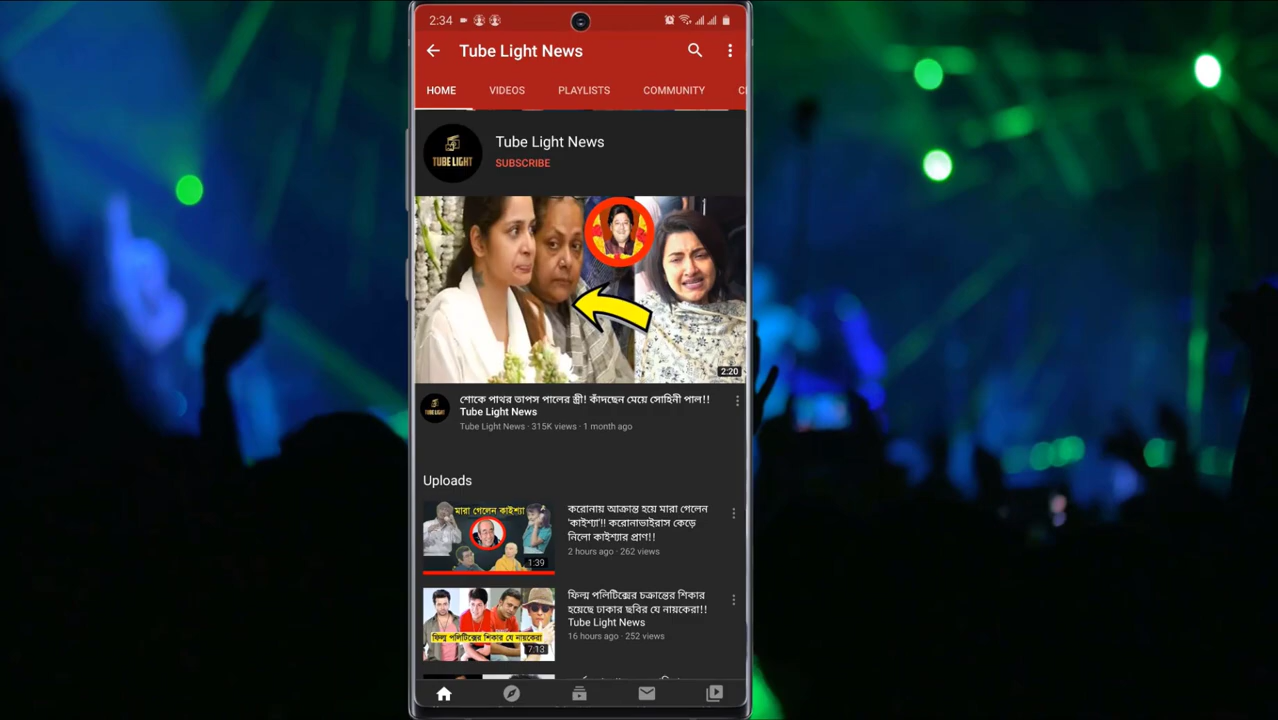 2:34
Tube Light News
HOME VIDEOS PLAYLISTS COMMUNITY
TUBE LIGHT
Tube Light News
SUBSCRIBE
2:20
শোকে পাথর তাপস পালের স্ত্রী! কাঁদছেন মেয়ে সোহিনী পাল!!
Tube Light News
Tube Light News · 315K views · 1 month ago
Uploads
মারা গেলেন কাইশ্যা
1:39
করোনায় আক্রান্ত হয়ে মারা গেলেন
'কাইশ্যা'!! করোনাভাইরাস কেড়ে
নিলো কাইশ্যার প্রাণ!!
2 hours ago · 262 views
ফিল্ম পলিটিক্সের শিকার যে নায়কেরা
7:13
ফিল্ম পলিটিক্সের চক্রান্তের শিকার
হয়েছে ঢাকার ছবির যে নায়কেরা!!
Tube Light News
16 hours ago · 252 views